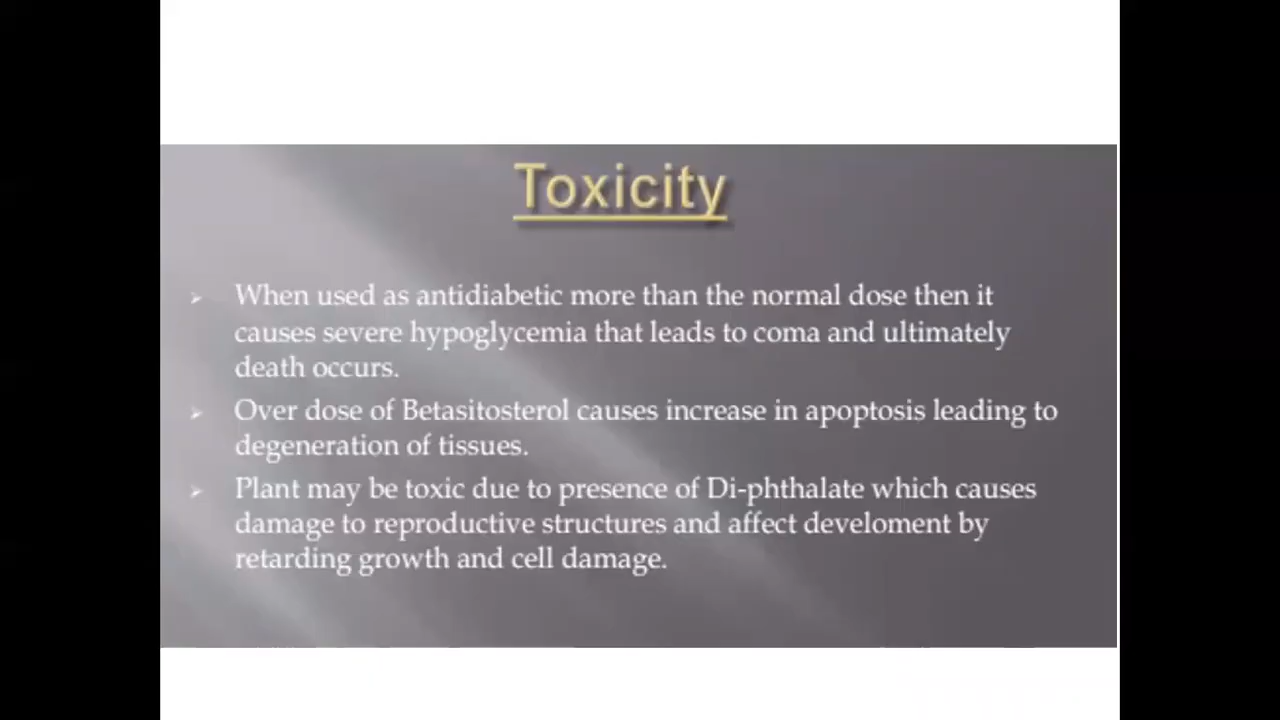 Toxicity
When used as antidiabetic more than the normal dose then it
causes severe hypoglycemia that leads to coma and ultimately
death occurs.
Over dose of Betasitosterol causes increase in apoptosis leading to
degeneration of tissues.
Plant may be toxic due to presence of Di-phthalate which causes
damage to reproductive structures and affect develoment by
retarding growth and cell damage.